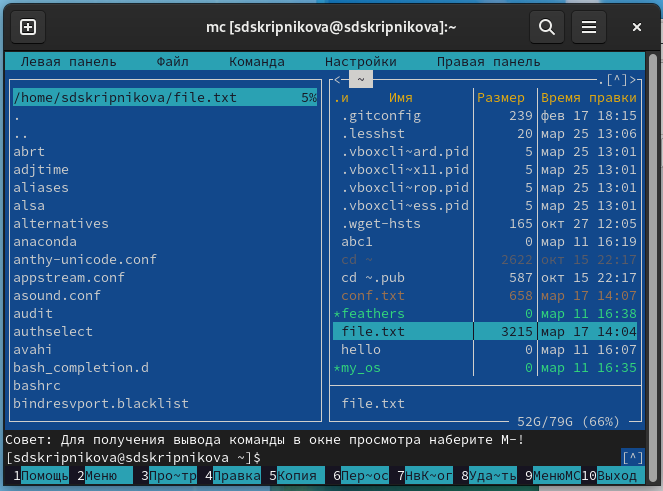 mc [sdskripnikova@sdskripnikova]:~
Левая панель Файл Команда Настройки Правая панель
<─ ~ .[^]>
/home/sdskripnikova/file.txt 5%
.
..
abrt
adjtime
aliases
alsa
alternatives
anaconda
anthy-unicode.conf
appstream.conf
asound.conf
audit
authselect
avahi
bash_completion.d
bashrc
bindresvport.blacklist
.и Имя Размер Время правки
.gitconfig 239 фев 17 18:15
.lesshst 20 мар 25 13:06
.vboxcli~ard.pid 5 мар 25 13:01
.vboxcli~x11.pid 5 мар 25 13:01
.vboxcli~rop.pid 5 мар 25 13:01
.vboxcli~ess.pid 5 мар 25 13:01
.wget-hsts 165 окт 27 12:05
abc1 0 мар 11 16:19
cd ~ 2622 окт 15 22:17
cd ~.pub 587 окт 15 22:17
conf.txt 658 мар 17 14:07
*feathers 0 мар 11 16:38
file.txt 3215 мар 17 14:04
hello 0 мар 11 16:07
*my_os 0 мар 11 16:35
file.txt
52G/79G (66%)
Совет: Для получения вывода команды в окне просмотра наберите M-!
[sdskripnikova@sdskripnikova ~]$ [^]
1Помощь 2Меню 3Про~тр 4Правка 5Копия 6Пер~ос 7НвК~ог 8Уда~ть 9МенюМС 10Выход